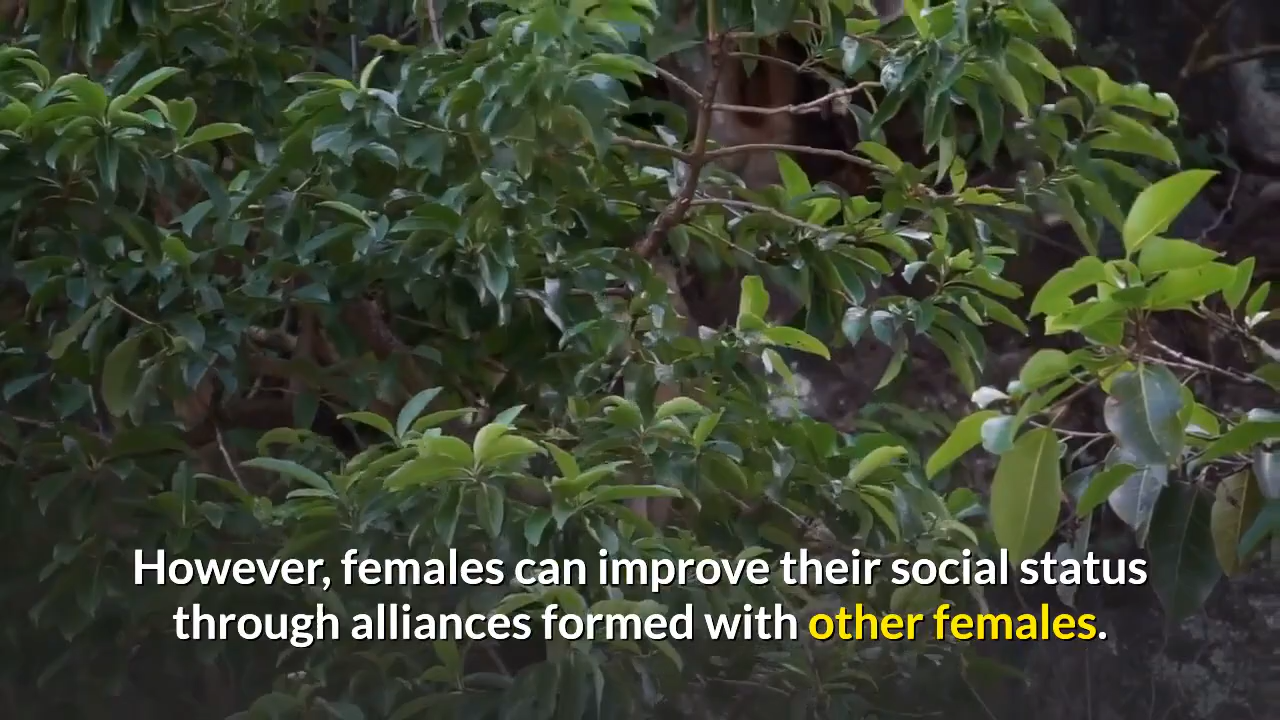 However, females can improve their social status
through alliances formed with other females.